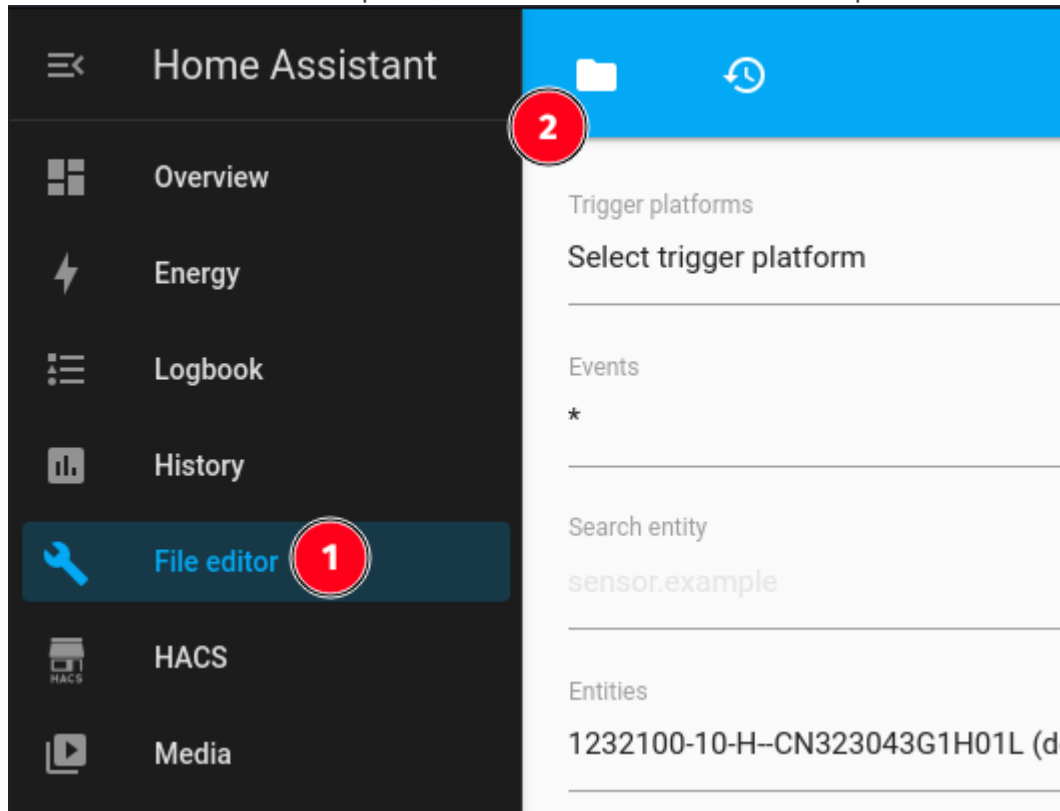 Home Assistant
2
Overview
Energy
Logbook
History
File editor 1
HACS
HACS
Media
Trigger platforms
Select trigger platform
Events
*
Search entity
sensor.example
Entities
1232100-10-H--CN323043G1H01L (d